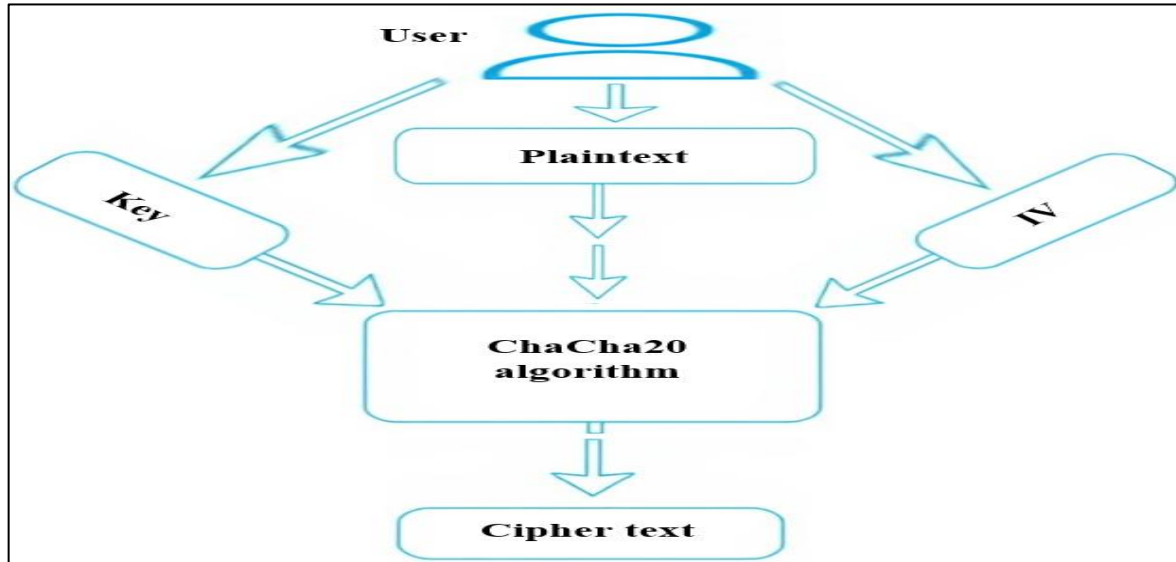 User
Plaintext
Key
IV
ChaCha20
algorithm
Cipher text